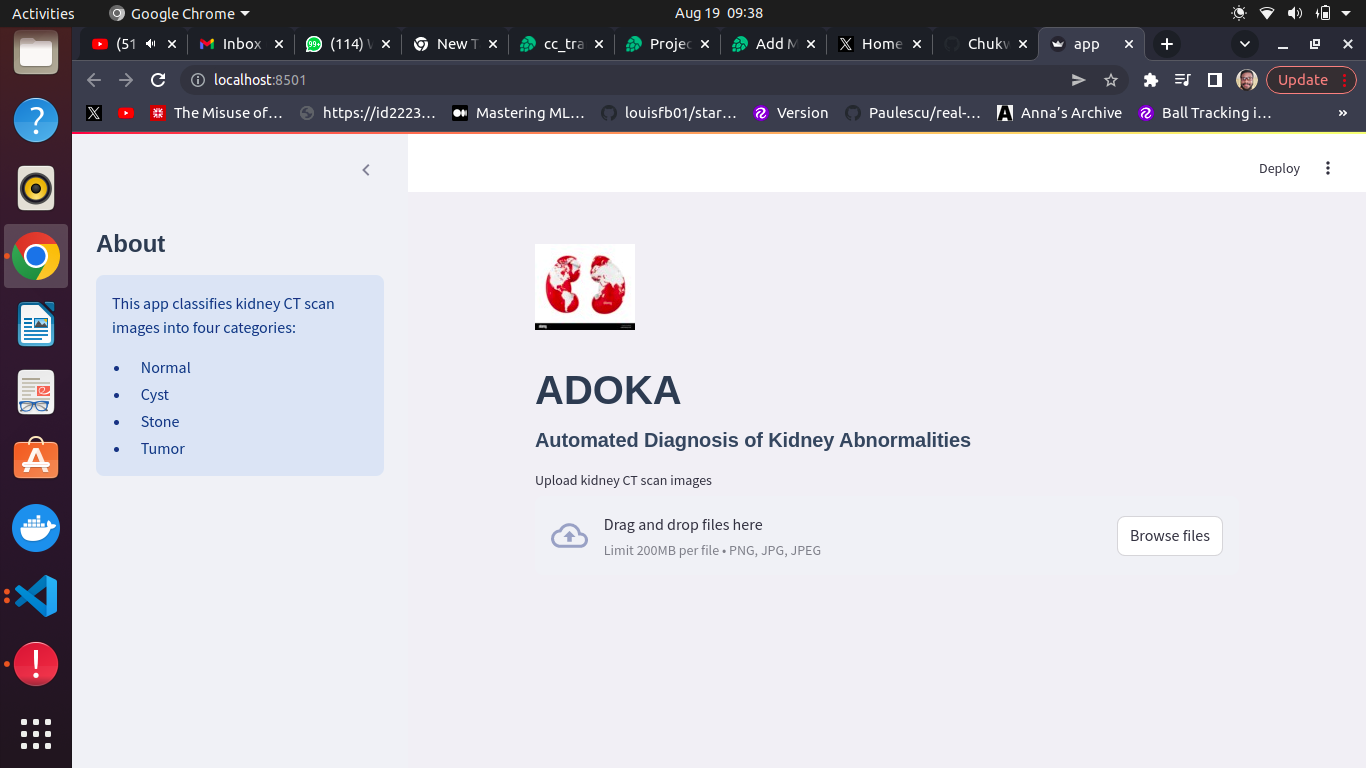 Activities Google Chrome Aug 19 09:38
(51 Inbox (114) W New T cc_tra Projec Add M Home Chukw app
localhost:8501 Update
The Misuse of… https://id2223… Mastering ML… louisfb01/star… Version Paulescu/real-… Anna's Archive Ball Tracking i… »
Deploy
About
This app classifies kidney CT scan
images into four categories:
• Normal
• Cyst
• Stone
• Tumor
ADOKA
Automated Diagnosis of Kidney Abnormalities
Upload kidney CT scan images
Drag and drop files here
Limit 200MB per file • PNG, JPG, JPEG
Browse files